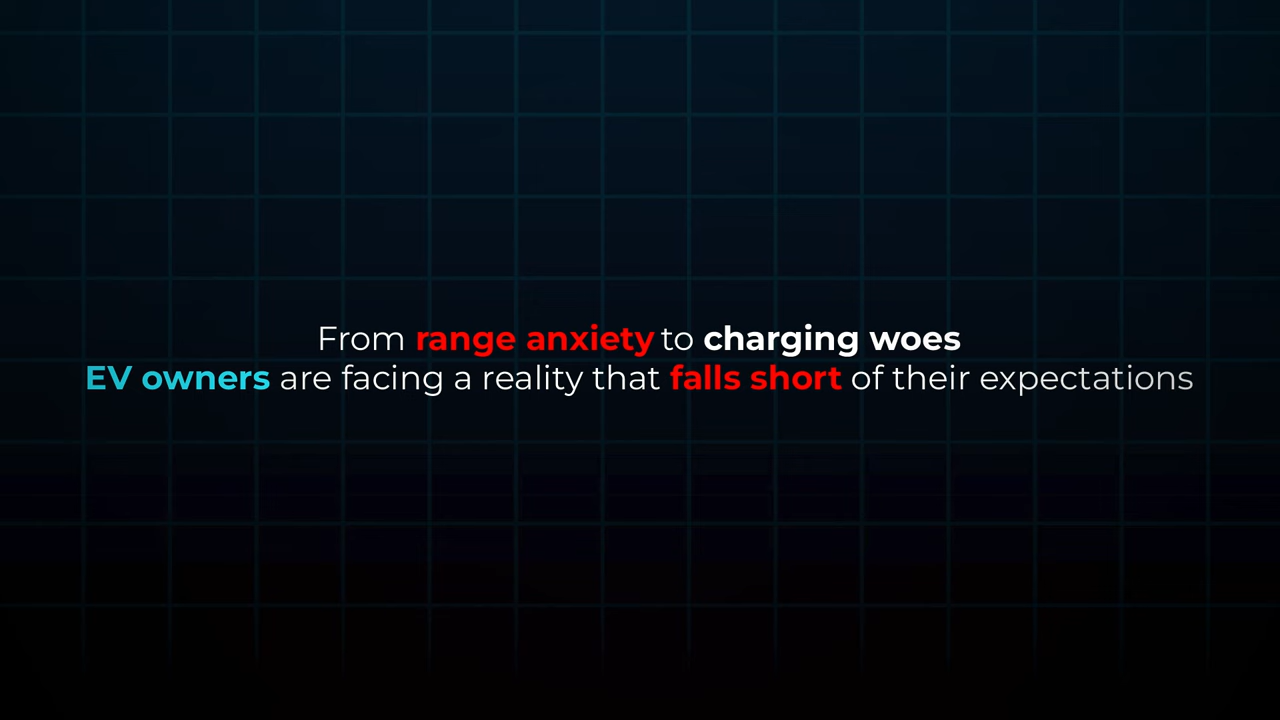 From range anxiety to charging woes
EV owners are facing a reality that falls short of their expectations